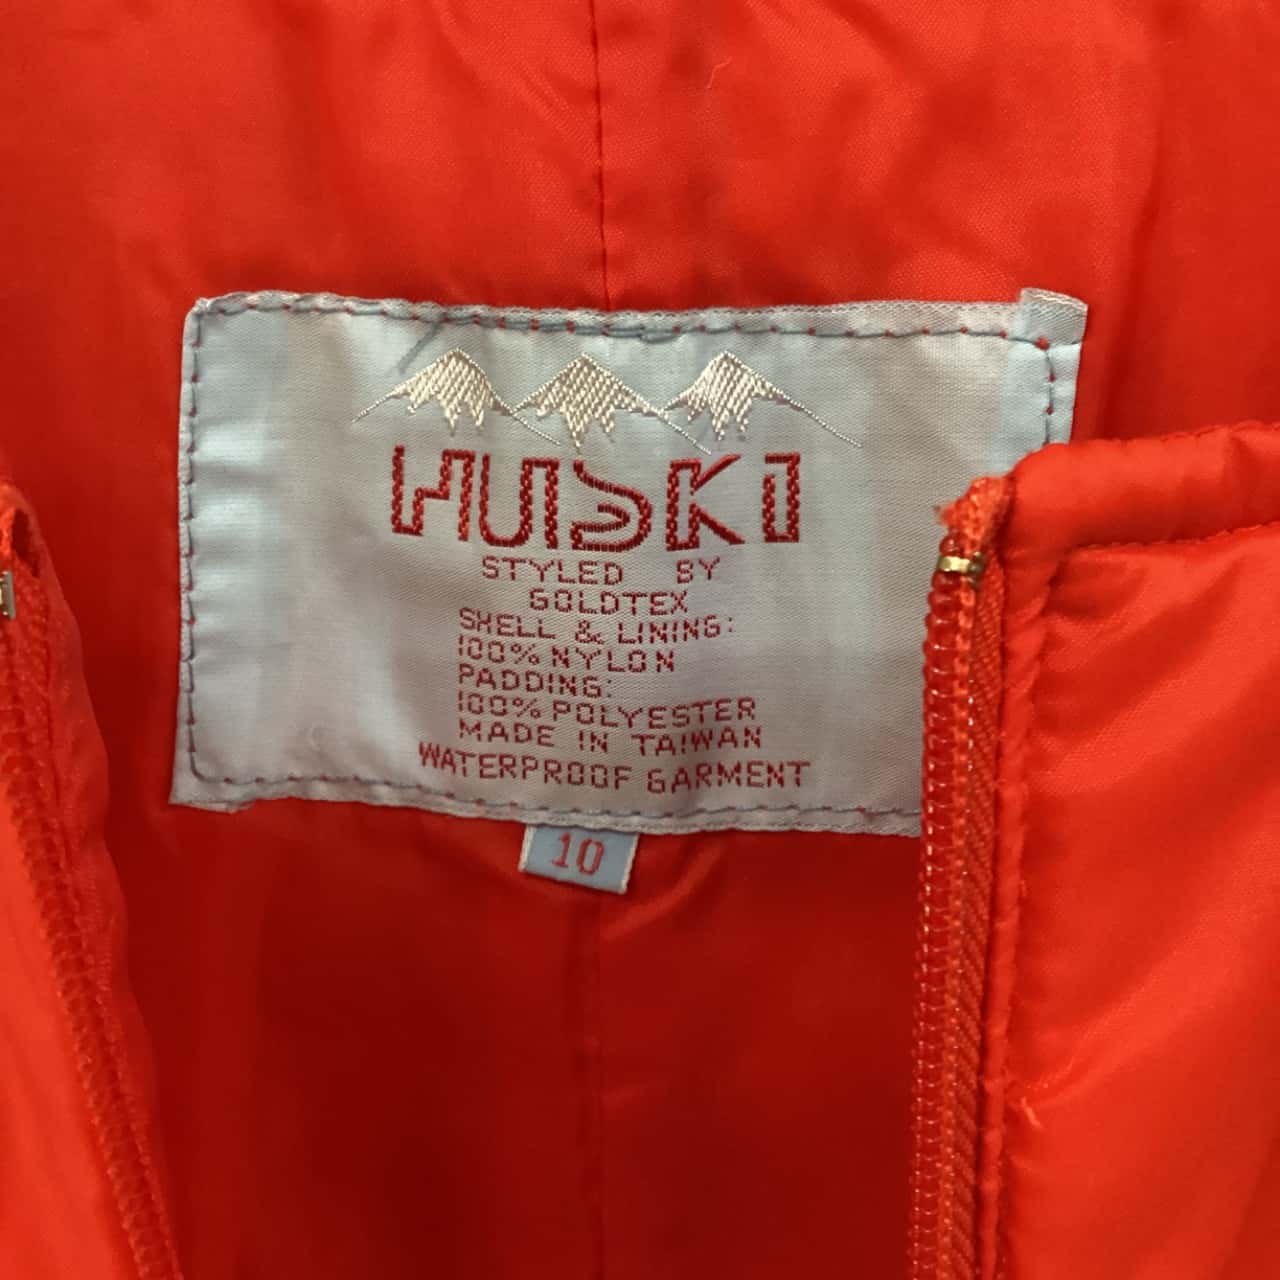 HUSKI
STYLED BY
GOLDTEX
SHELL & LINING:
100% NYLON
PADDING:
100% POLYESTER
MADE IN TAIWAN
WATERPROOF GARMENT
10